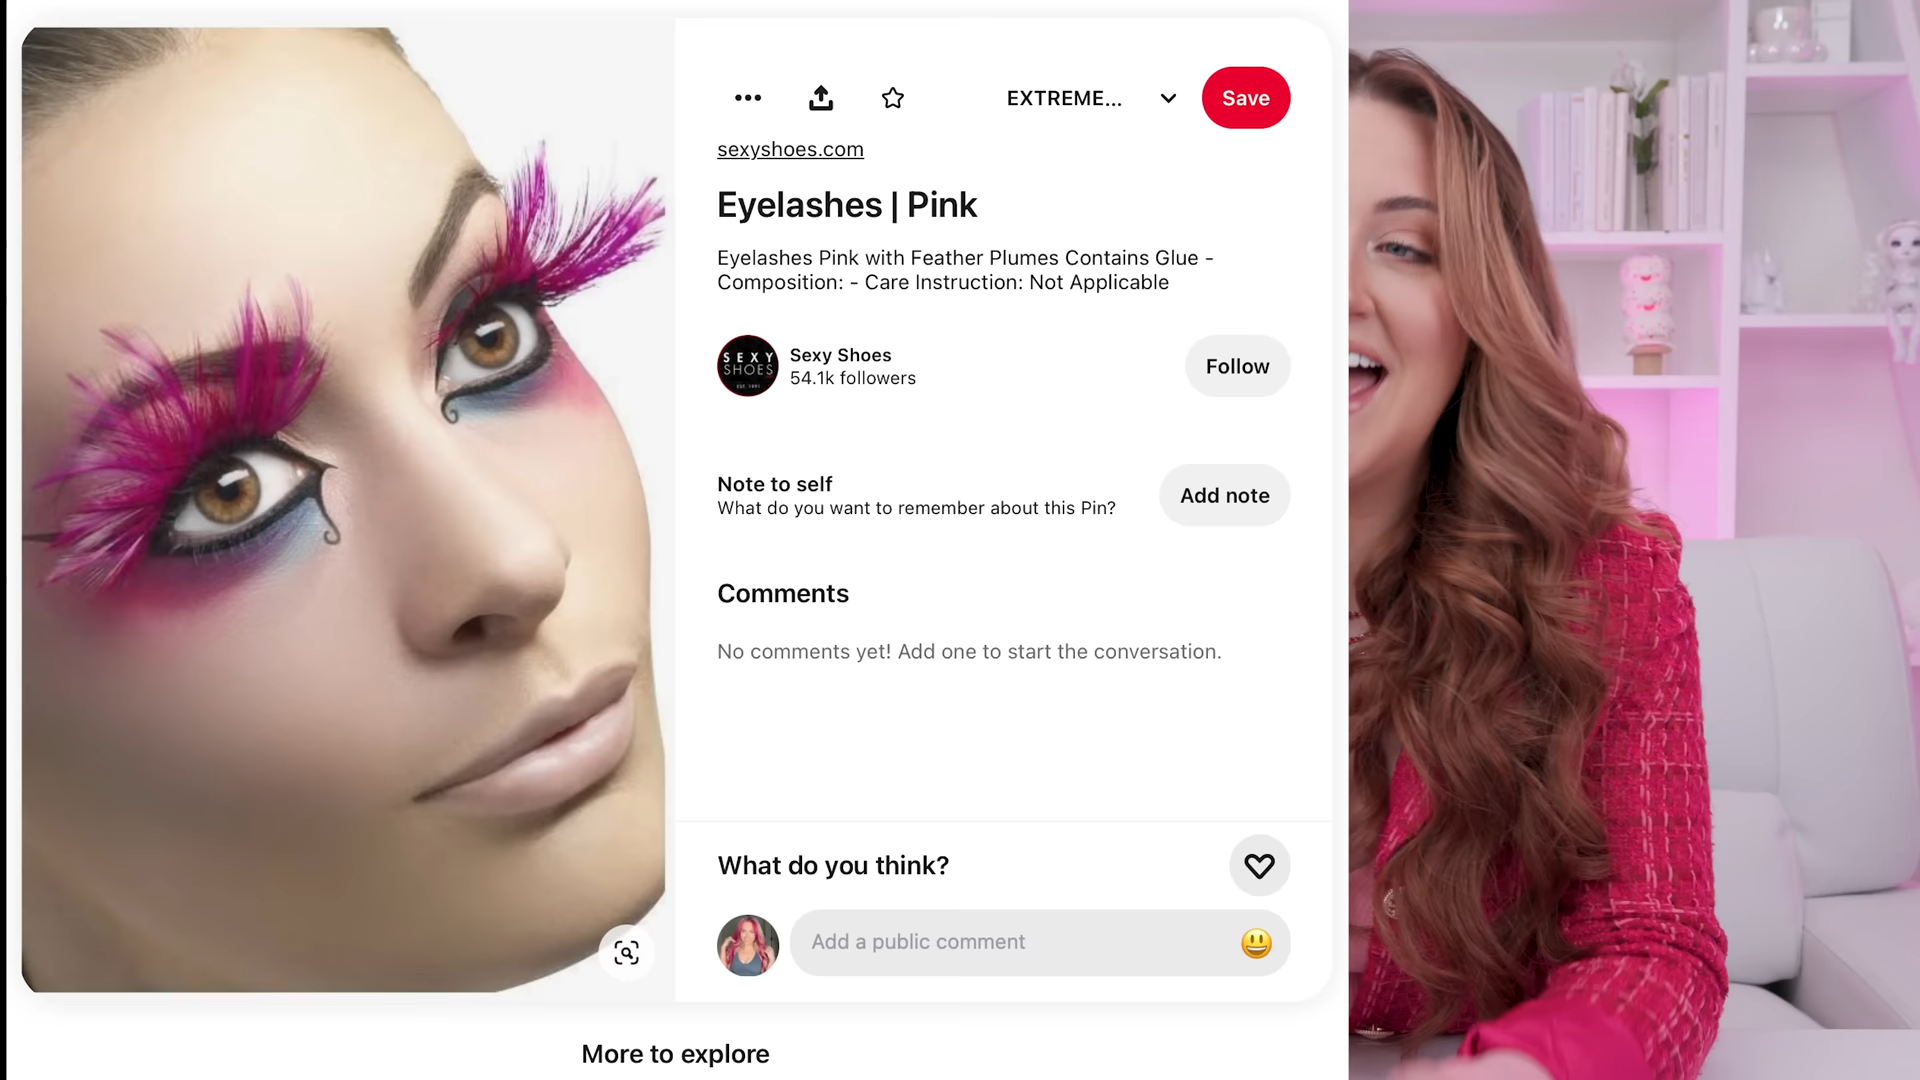 EXTREME...
Save
sexyshoes.com
Eyelashes | Pink
Eyelashes Pink with Feather Plumes Contains Glue -
Composition: - Care Instruction: Not Applicable
SEXY
SHOES
Sexy Shoes
54.1k followers
Follow
Note to self
What do you want to remember about this Pin?
Add note
Comments
No comments yet! Add one to start the conversation.
What do you think?
Add a public comment
More to explore